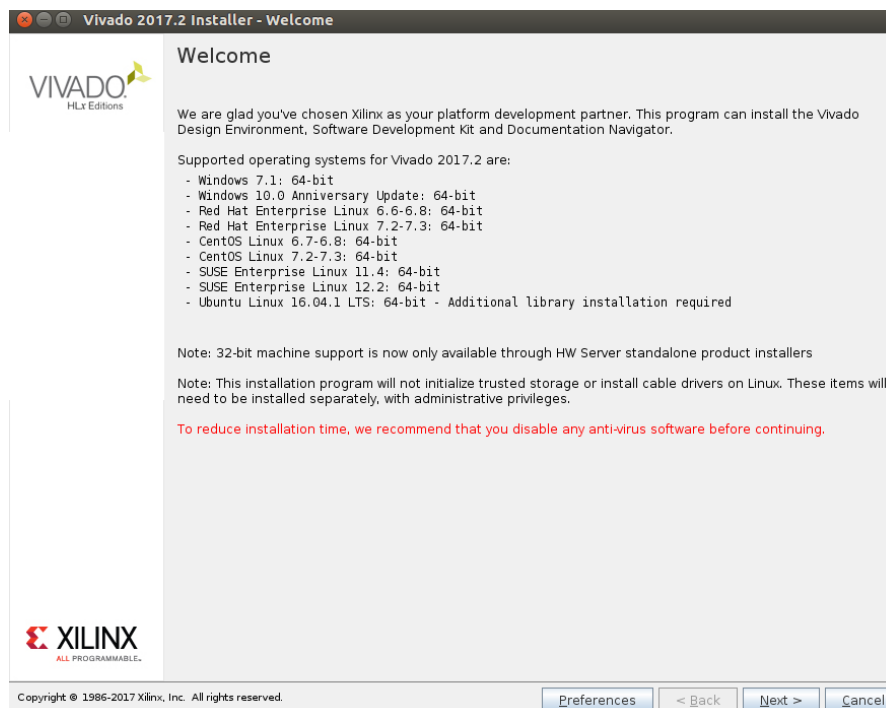 Vivado 2017.2 Installer - Welcome
VIVADO.
HLx Editions
Welcome
We are glad you've chosen Xilinx as your platform development partner. This program can install the Vivado
Design Environment, Software Development Kit and Documentation Navigator.
Supported operating systems for Vivado 2017.2 are:
- Windows 7.1: 64-bit
- Windows 10.0 Anniversary Update: 64-bit
- Red Hat Enterprise Linux 6.6-6.8: 64-bit
- Red Hat Enterprise Linux 7.2-7.3: 64-bit
- CentOS Linux 6.7-6.8: 64-bit
- CentOS Linux 7.2-7.3: 64-bit
- SUSE Enterprise Linux 11.4: 64-bit
- SUSE Enterprise Linux 12.2: 64-bit
- Ubuntu Linux 16.04.1 LTS: 64-bit - Additional library installation required
Note: 32-bit machine support is now only available through HW Server standalone product installers
Note: This installation program will not initialize trusted storage or install cable drivers on Linux. These items will
need to be installed separately, with administrative privileges.
To reduce installation time, we recommend that you disable any anti-virus software before continuing.
XILINX
ALL PROGRAMMABLE.
Copyright © 1986-2017 Xilinx, Inc. All rights reserved.
Preferences
< Back
Next >
Cancel